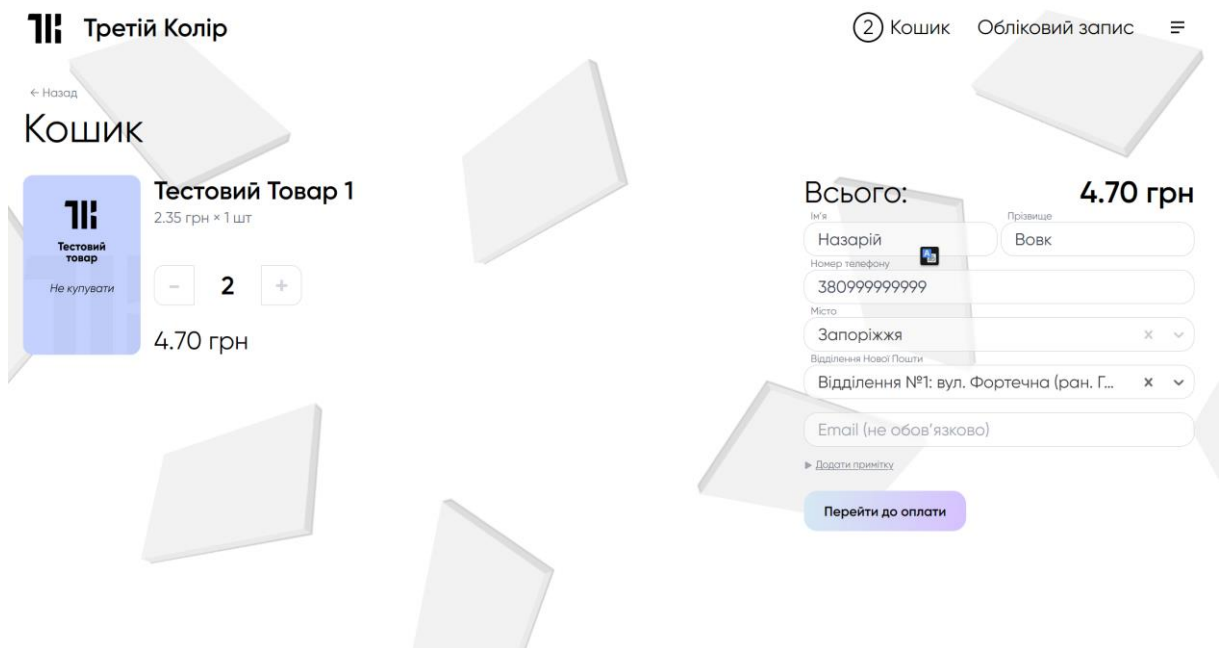 Третій Колір
2 Кошик Обліковий запис
← Назад
Кошик
Тестовий товар
Не купувати
Тестовий Товар 1
2.35 грн × 1 шт
- 2 +
4.70 грн
Всього: 4.70 грн
Ім'я Прізвище
Назарій Вовк
Номер телефону
380999999999
Місто
Запоріжжя
Відділення Нової Пошти
Відділення №1: вул. Фортечна (ран. Г...
Email (не обов'язково)
Додати примітку
Перейти до оплати